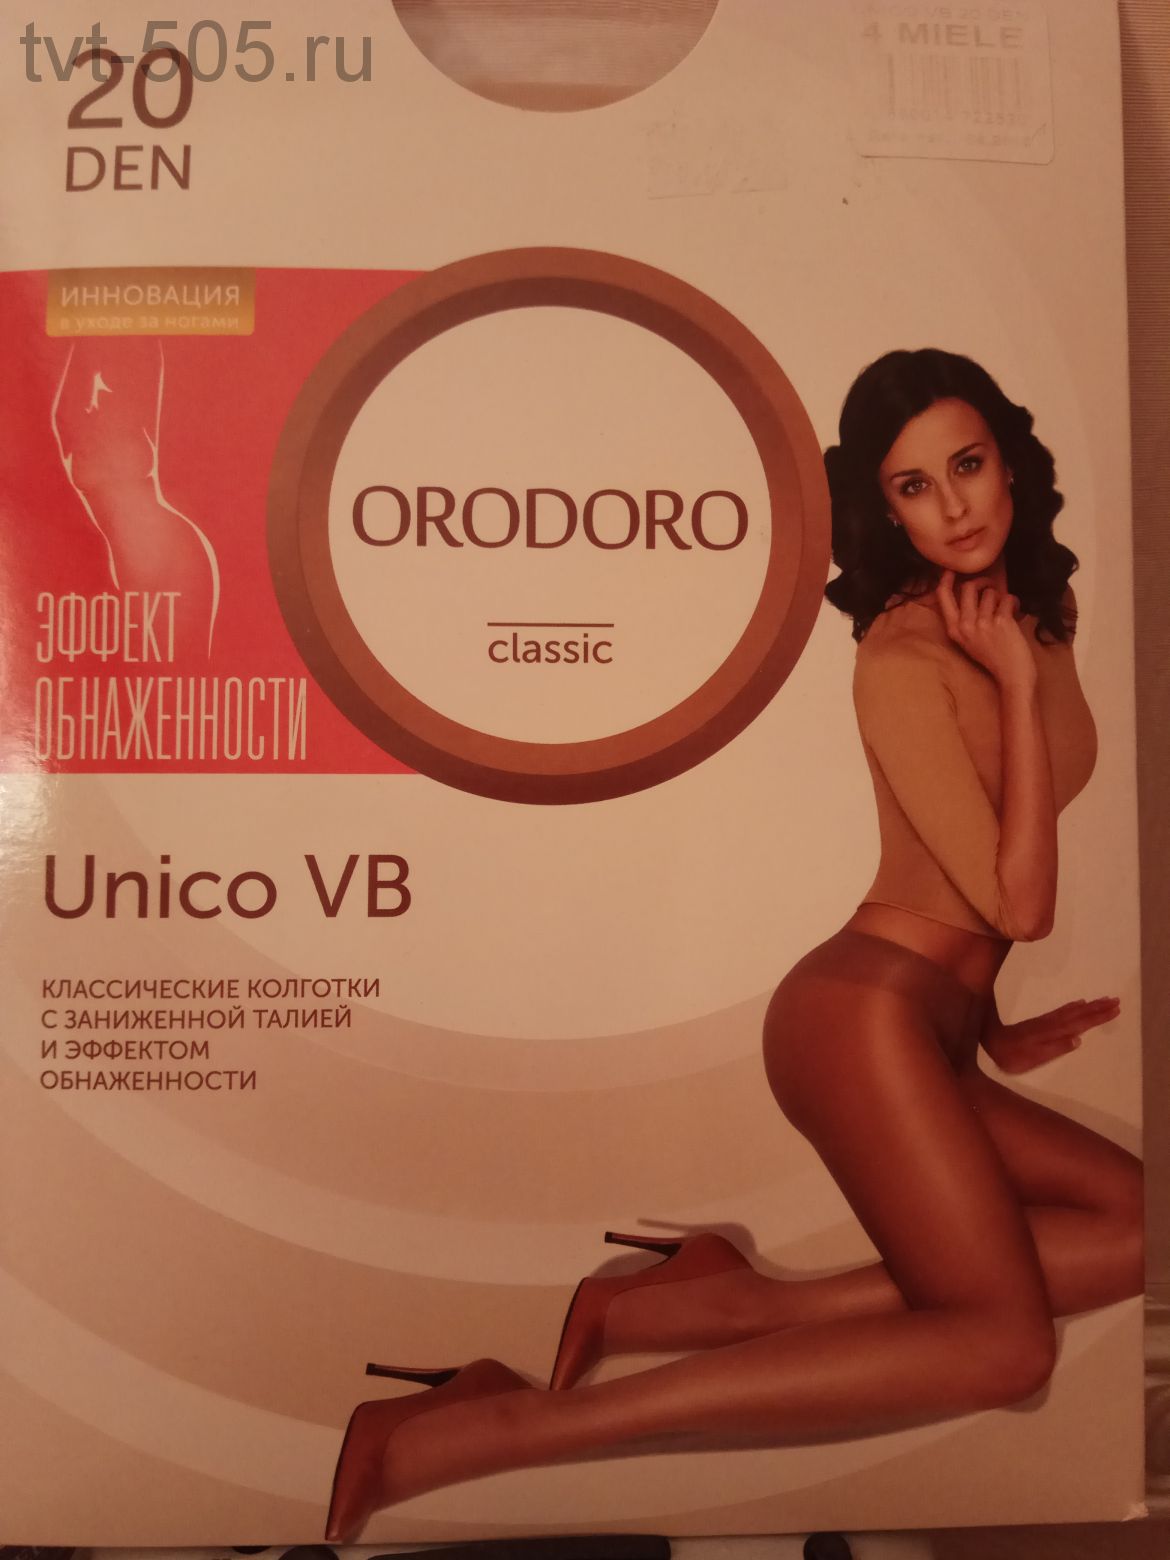 tvt-505.ru
20
DEN
4 MIELE
ИННОВАЦИЯ
в уходе за ногами
ЭФФЕКТ
ОБНАЖЕННОСТИ
ORODORO
classic
Unico VB
КЛАССИЧЕСКИЕ КОЛГОТКИ
С ЗАНИЖЕННОЙ ТАЛИЕЙ
И ЭФФЕКТОМ
ОБНАЖЕННОСТИ